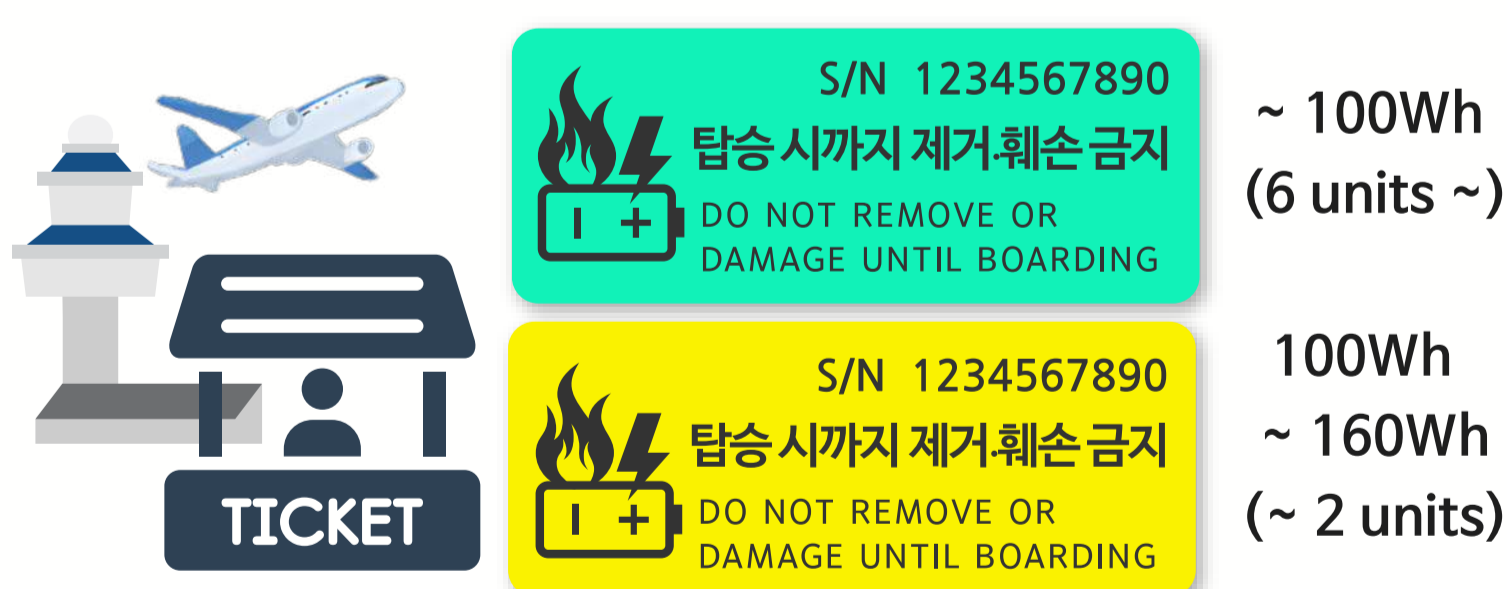 S/N 1234567890
탑승 시까지 제거·훼손 금지
DO NOT REMOVE OR
DAMAGE UNTIL BOARDING
~ 100Wh
(6 units ~)
S/N 1234567890
탑승 시까지 제거·훼손 금지
DO NOT REMOVE OR
DAMAGE UNTIL BOARDING
100Wh
~ 160Wh
(~ 2 units)
TICKET